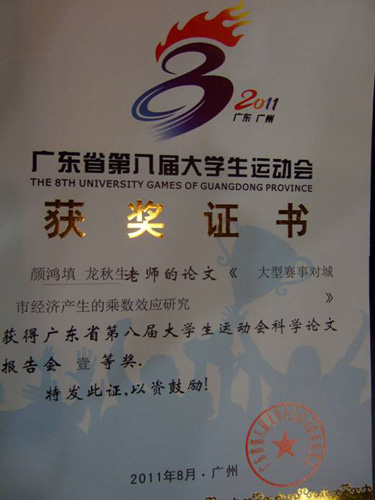 2011
广东 广州
广东省第八届大学生运动会
THE 8TH UNIVERSITY GAMES OF GUANGDONG PROVINCE
获奖证书
颜鸿填 龙秋生老师的论文《 大型赛事对城
市经济产生的乘数效应研究 》
获得广东省第八届大学生运动会科学论文
报告会 壹等奖.
特发此证,以资鼓励!
2011年8月·广州